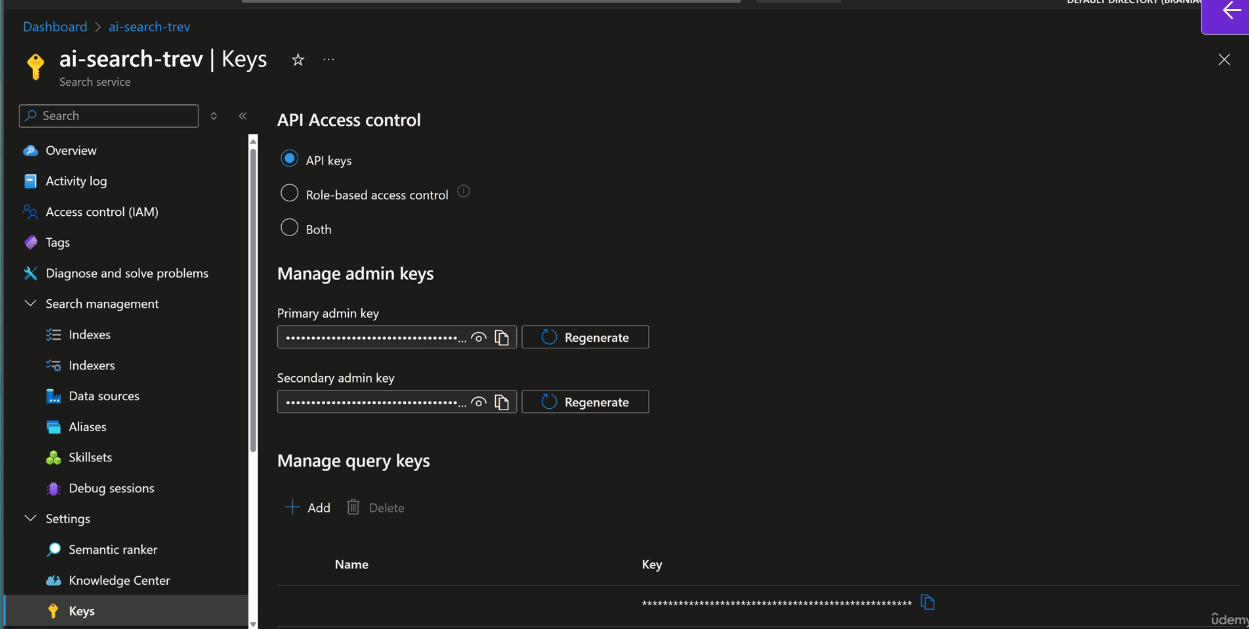 DEFAULT DIRECTORY
Dashboard > ai-search-trev
ai-search-trev | Keys
Search service
Search
Overview
Activity log
Access control (IAM)
Tags
Diagnose and solve problems
Search management
Indexes
Indexers
Data sources
Aliases
Skillsets
Debug sessions
Settings
Semantic ranker
Knowledge Center
Keys
API Access control
API keys
Role-based access control
Both
Manage admin keys
Primary admin key
Regenerate
Secondary admin key
Regenerate
Manage query keys
Add Delete
Name Key
udemy